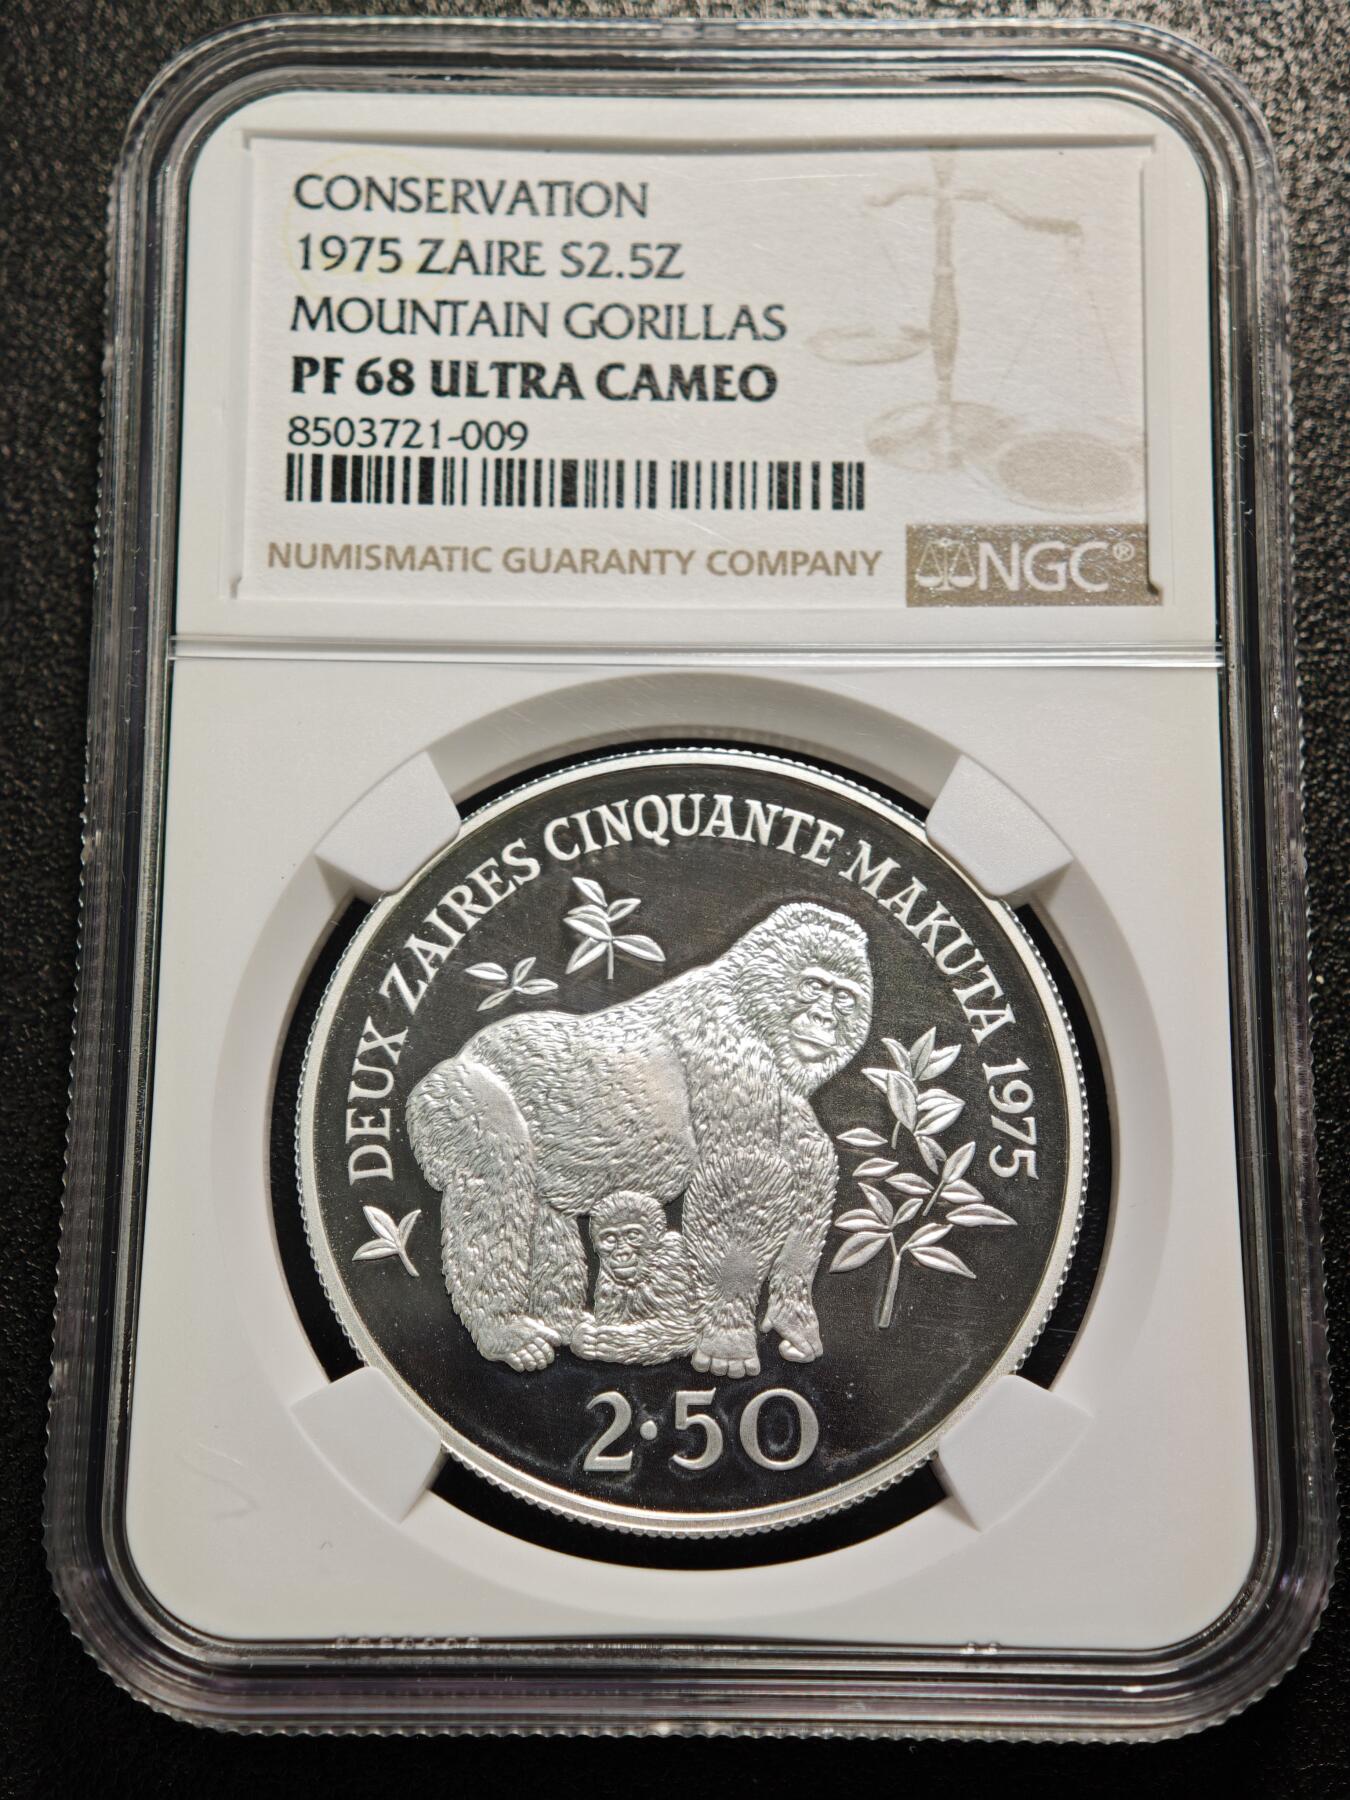 CONSERVATION
1975 ZAIRE S2.5Z
MOUNTAIN GORILLAS
PF 68 ULTRA CAMEO
8503721-009
NUMISMATIC GUARANTY COMPANY
NGC®
DEUX ZAIRES CINQUANTE MAKUTA 1975
2·50